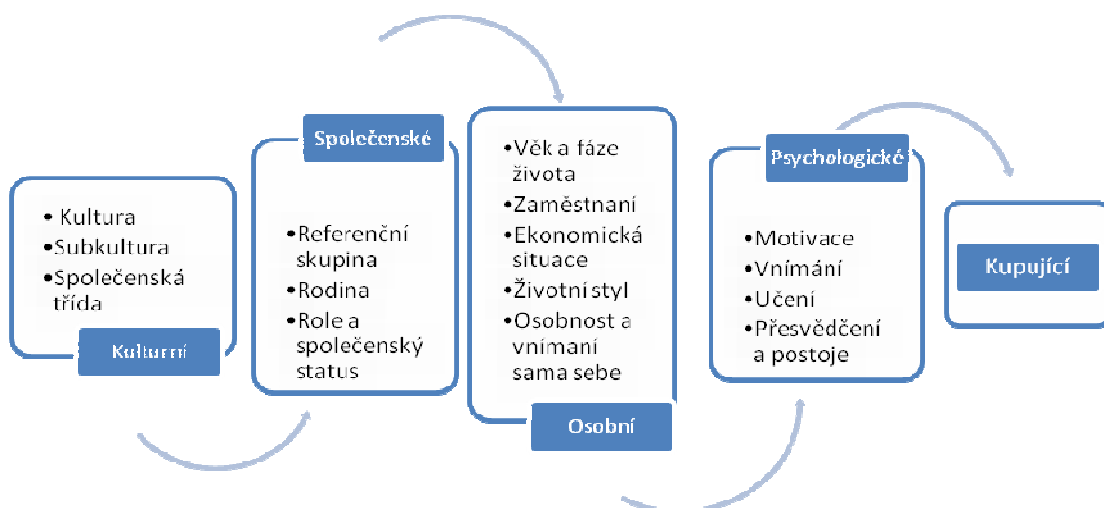 • Kultura
• Subkultura
• Společenská
třída
Kulturní
Společenské
• Referenční
skupina
• Rodina
• Role a
společenský
status
• Věk a fáze
života
• Zaměstnaní
• Ekonomická
situace
• Životní styl
• Osobnost a
vnímaní
sama sebe
Osobní
Psychologické
• Motivace
• Vnímání
• Učení
• Přesvědčení
a postoje
Kupující